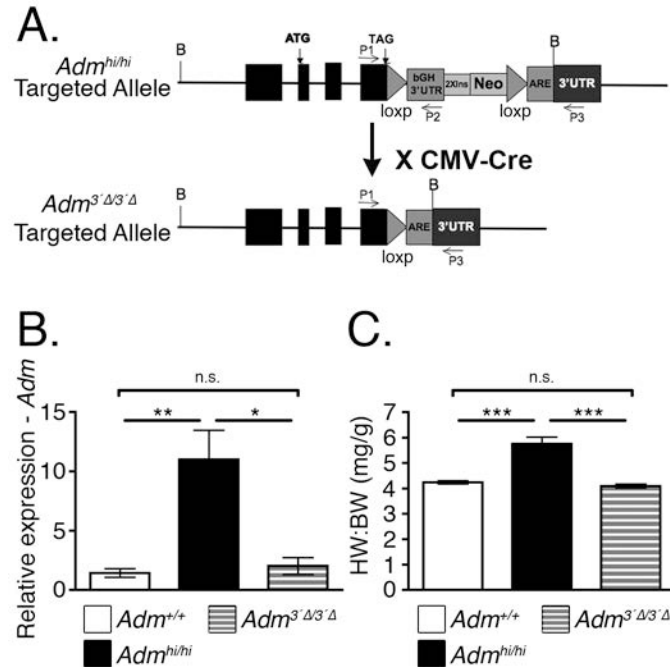 A.
B
ATG
P1
TAG
B
Adm^hi/hi
Targeted Allele
bGH
3'UTR
2XIns
Neo
ARE
3'UTR
loxp
P2
loxp
P3
X CMV-Cre
Adm^3´Δ/3´Δ
Targeted Allele
B
P1
B
ARE
3'UTR
loxp
P3
B.
n.s.
** *
Relative expression - Adm
15
10
5
0
Adm^+/+ Adm^3´Δ/3´Δ
Adm^hi/hi
C.
n.s.
*** ***
HW:BW (mg/g)
7
6
5
4
3
2
1
0
Adm^+/+ Adm^3´Δ/3´Δ
Adm^hi/hi